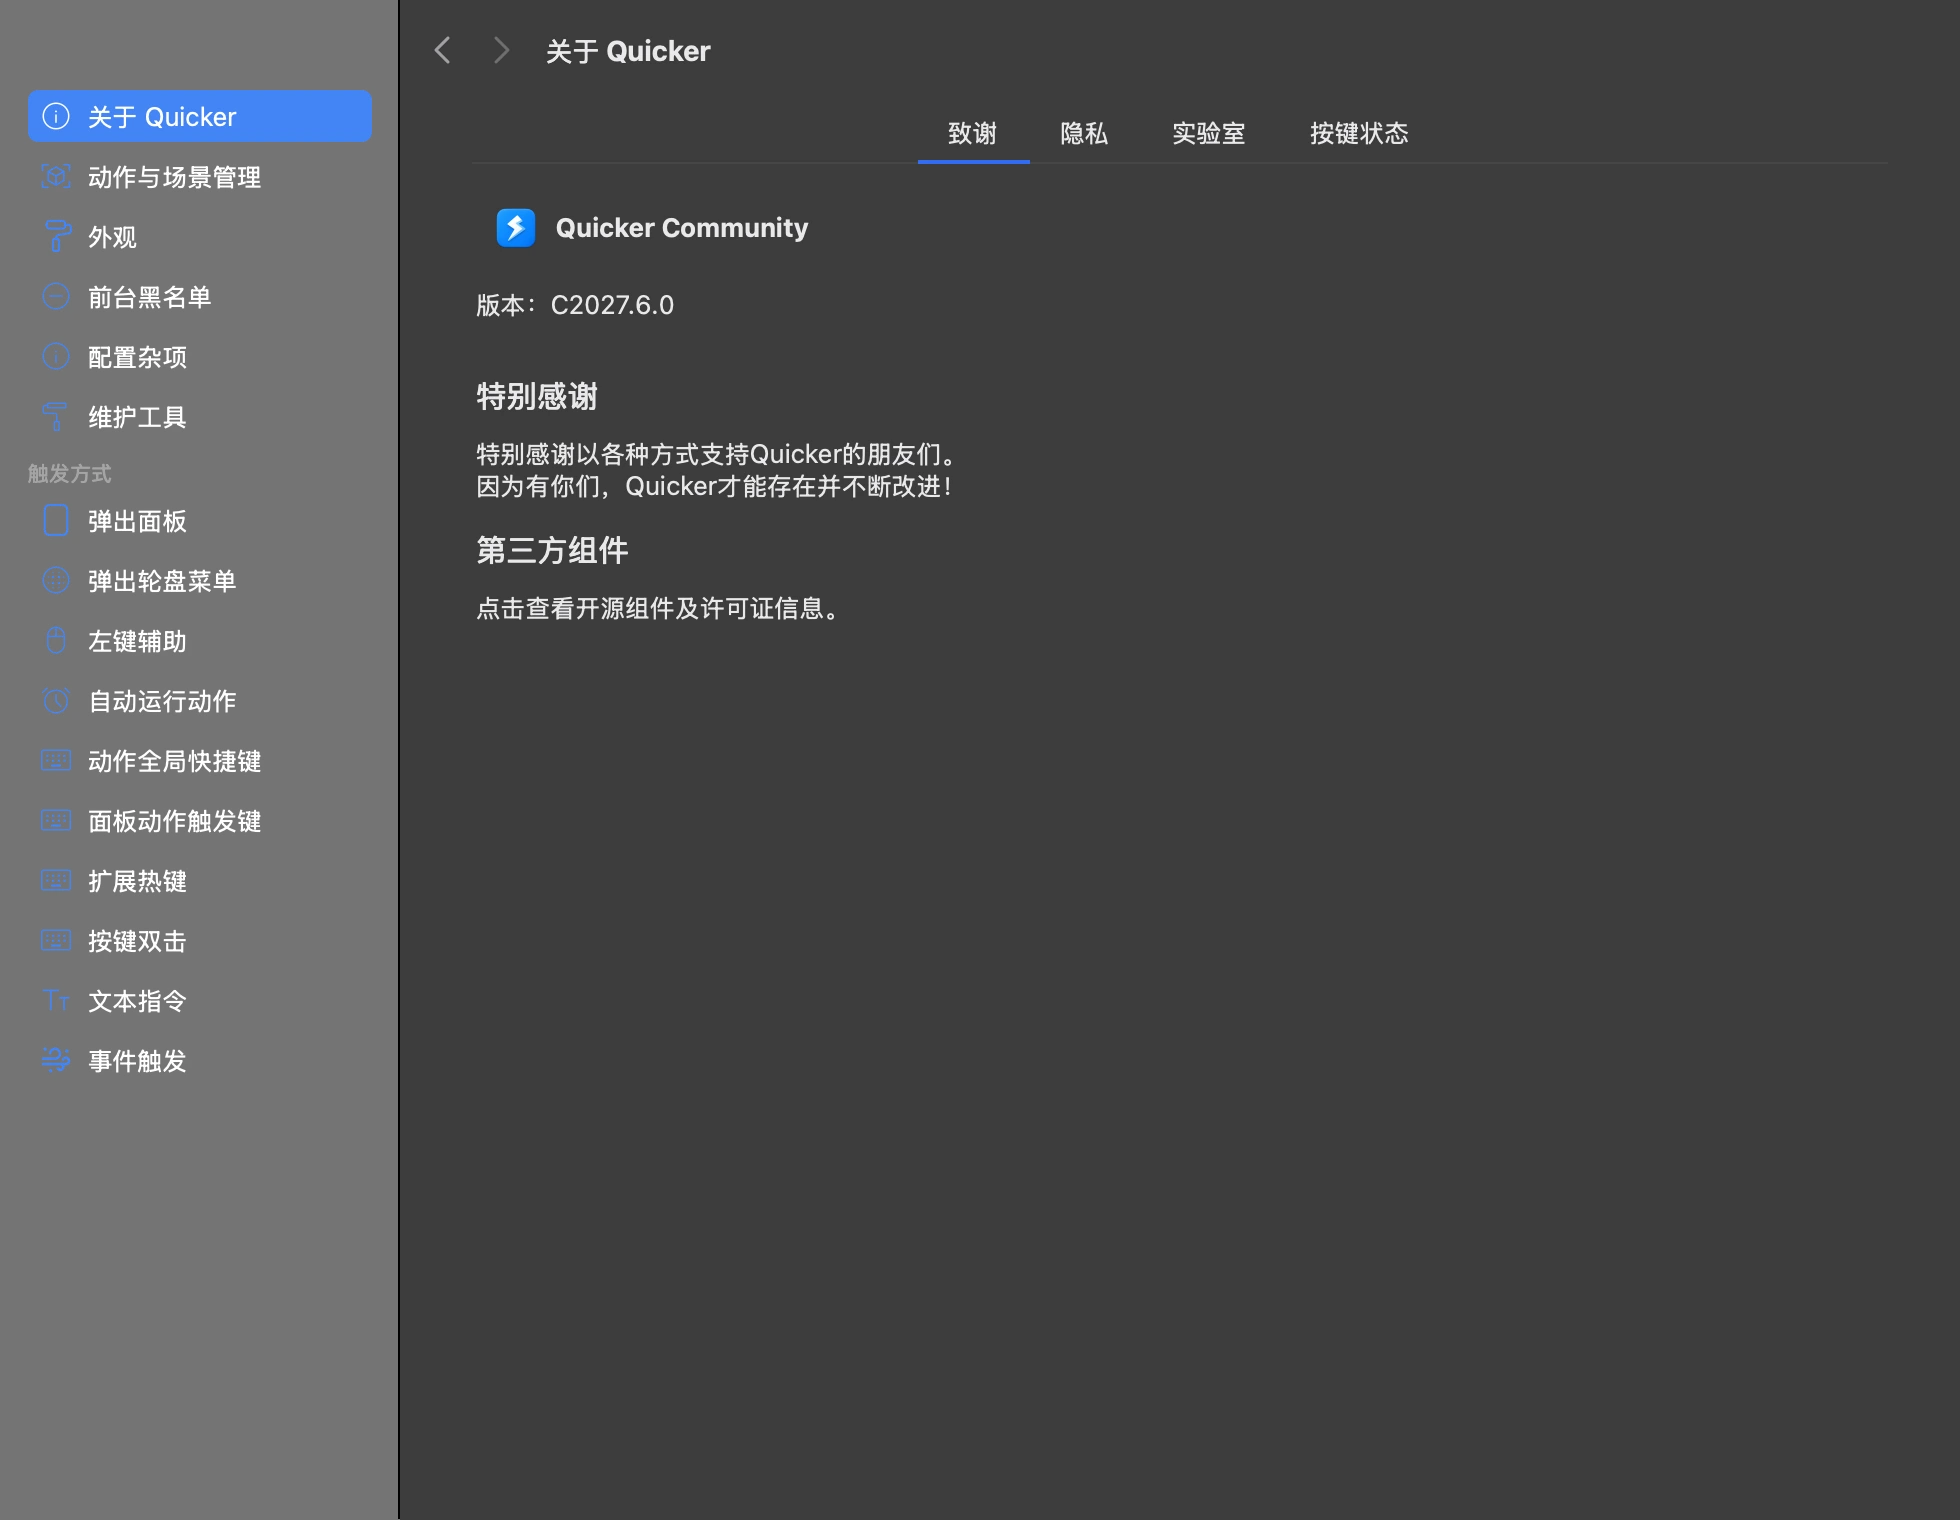 关于 Quicker
动作与场景管理
外观
前台黑名单
配置杂项
维护工具
触发方式
弹出面板
弹出轮盘菜单
左键辅助
自动运行动作
动作全局快捷键
面板动作触发键
扩展热键
按键双击
文本指令
事件触发
关于 Quicker
致谢
隐私
实验室
按键状态
Quicker Community
版本：C2027.6.0
特别感谢
特别感谢以各种方式支持Quicker的朋友们。
因为有你们，Quicker才能存在并不断改进！
第三方组件
点击查看开源组件及许可证信息。